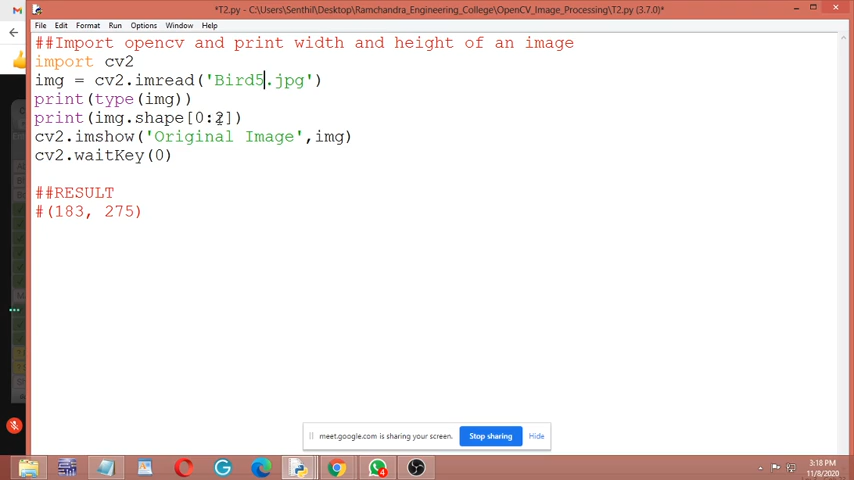 *T2.py - C:\Users\Senthil\Desktop\Ramchandra_Engineering_College\OpenCV_Image_Processing\T2.py (3.7.0)*
File Edit Format Run Options Window Help
##Import opencv and print width and height of an image
import cv2
img = cv2.imread('Bird5.jpg')
print(type(img))
print(img.shape[0:2])
cv2.imshow('Original Image',img)
cv2.waitKey(0)
##RESULT
#(183, 275)
meet.google.com is sharing your screen. Stop sharing Hide
4
3:18 PM
11/8/2020